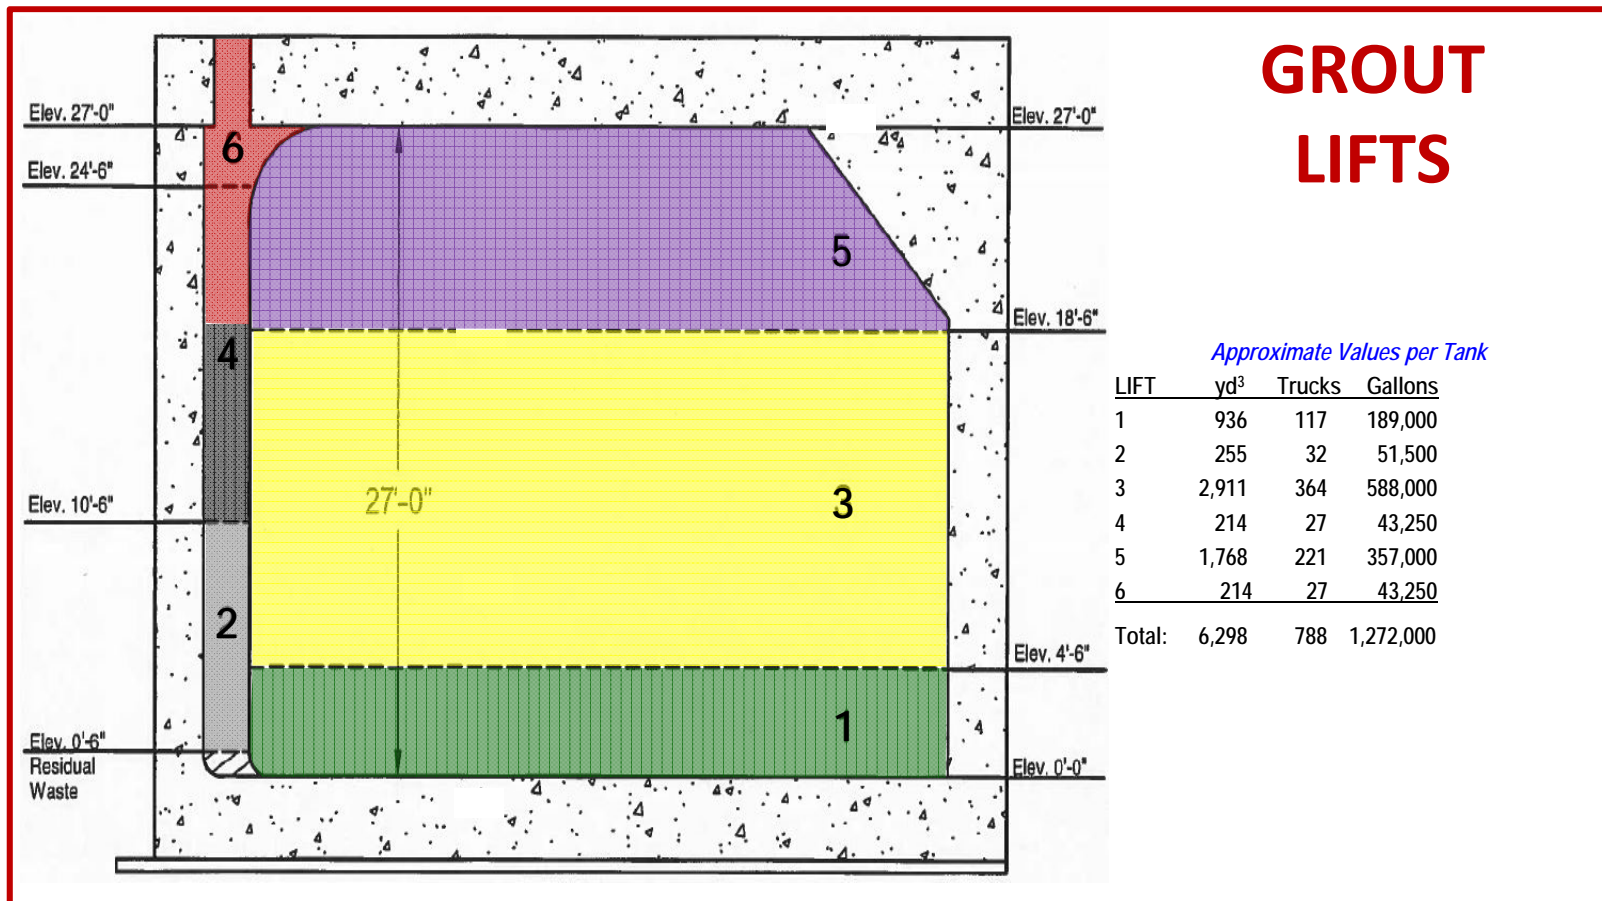 GROUT
LIFTS
Elev. 27'-0"
Elev. 27'-0"
6
Elev. 24'-6"
5
Elev. 18'-6"
4
27'-0"
3
Elev. 10'-6"
2
Elev. 4'-6"
1
Elev. 0'-6"
Residual
Waste
Elev. 0'-0"
Approximate Values per Tank
LIFT yd³ Trucks Gallons
1 936 117 189,000
2 255 32 51,500
3 2,911 364 588,000
4 214 27 43,250
5 1,768 221 357,000
6 214 27 43,250
Total: 6,298 788 1,272,000